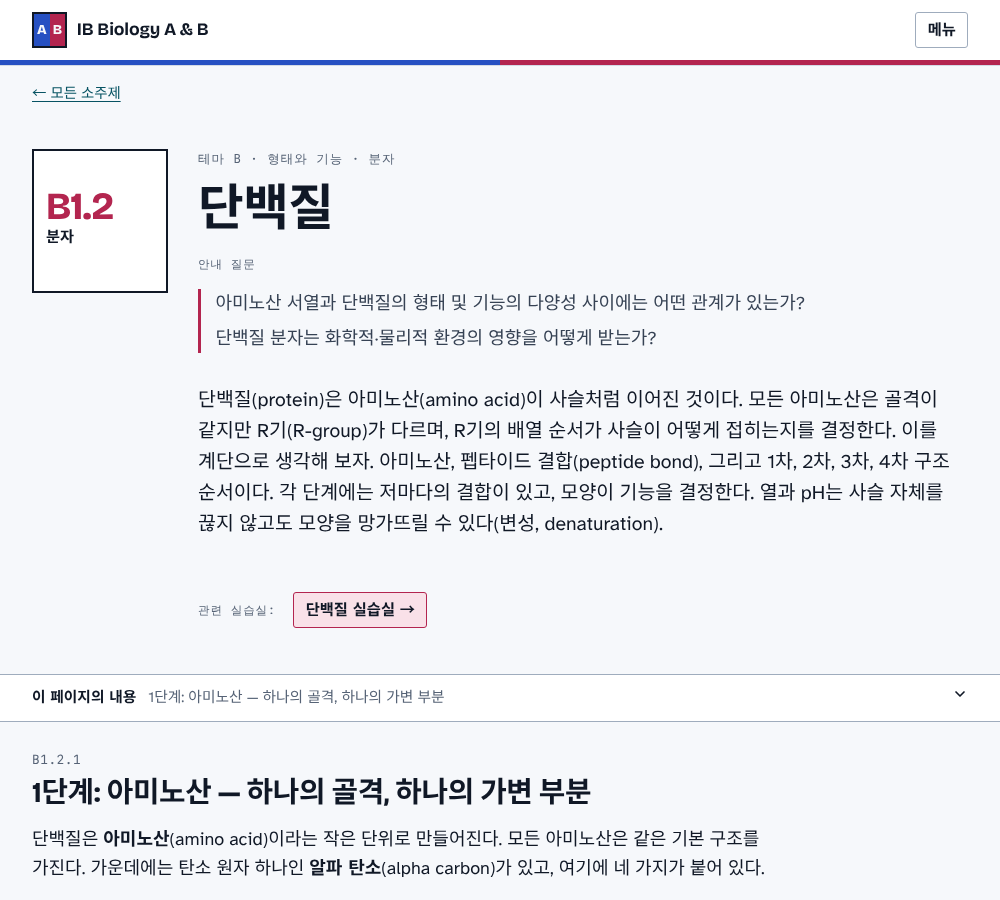 A B IB Biology A & B
메뉴
← 모든 소주제
B1.2
분자
테마 B · 형태와 기능 · 분자
단백질
안내 질문
아미노산 서열과 단백질의 형태 및 기능의 다양성 사이에는 어떤 관계가 있는가?
단백질 분자는 화학적·물리적 환경의 영향을 어떻게 받는가?
단백질(protein)은 아미노산(amino acid)이 사슬처럼 이어진 것이다. 모든 아미노산은 골격이
같지만 R기(R-group)가 다르며, R기의 배열 순서가 사슬이 어떻게 접히는지를 결정한다. 이를
계단으로 생각해 보자. 아미노산, 펩타이드 결합(peptide bond), 그리고 1차, 2차, 3차, 4차 구조
순서이다. 각 단계에는 저마다의 결합이 있고, 모양이 기능을 결정한다. 열과 pH는 사슬 자체를
끊지 않고도 모양을 망가뜨릴 수 있다(변성, denaturation).
관련 실습실:
단백질 실습실 →
이 페이지의 내용 1단계: 아미노산 — 하나의 골격, 하나의 가변 부분
B1.2.1
1단계: 아미노산 — 하나의 골격, 하나의 가변 부분
단백질은 아미노산(amino acid)이라는 작은 단위로 만들어진다. 모든 아미노산은 같은 기본 구조를
가진다. 가운데에는 탄소 원자 하나인 알파 탄소(alpha carbon)가 있고, 여기에 네 가지가 붙어 있다.